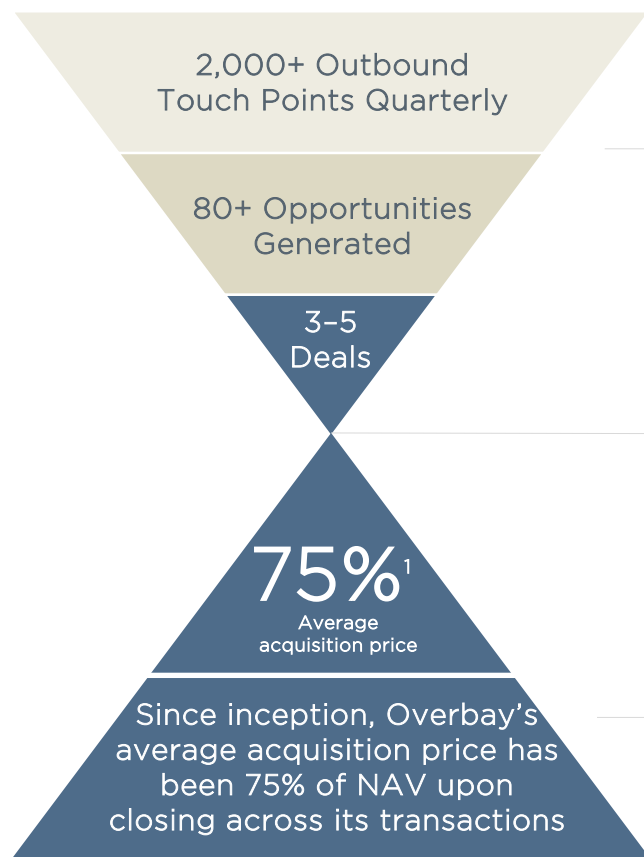 2,000+ Outbound
Touch Points Quarterly
80+ Opportunities
Generated
3–5
Deals
75%¹
Average
acquisition price
Since inception, Overbay’s
average acquisition price has
been 75% of NAV upon
closing across its transactions